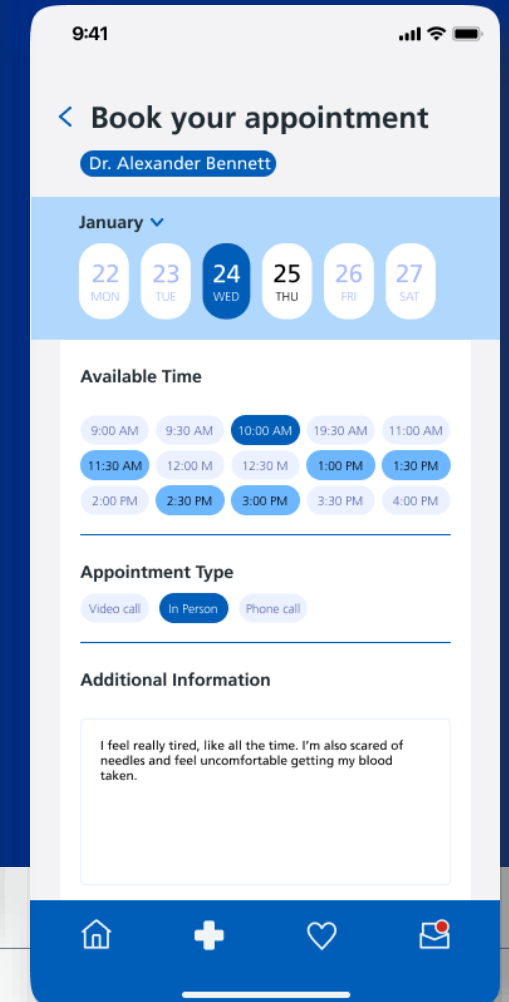 9:41
Book your appointment
Dr. Alexander Bennett
January
22 23 24 25 26 27
MON TUE WED THU FRI SAT
Available Time
9:00 AM 9:30 AM 10:00 AM 19:30 AM 11:00 AM
11:30 AM 12:00 M 12:30 M 1:00 PM 1:30 PM
2:00 PM 2:30 PM 3:00 PM 3:30 PM 4:00 PM
Appointment Type
Video call In Person Phone call
Additional Information
I feel really tired, like all the time. I'm also scared of
needles and feel uncomfortable getting my blood
taken.